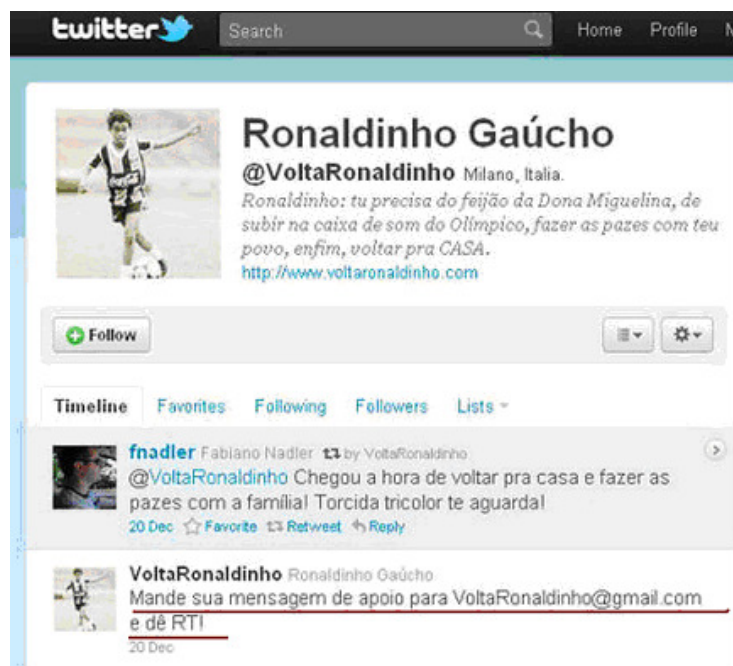 twitter Search Home Profile
Ronaldinho Gaúcho
@VoltaRonaldinho Milano, Italia.
Ronaldinho: tu precisa do feijão da Dona Miguelina, de
subir na caixa de som do Olímpico, fazer as pazes com teu
povo, enfim, voltar pra CASA.
http://www.voltaronaldinho.com
Follow
Timeline Favorites Following Followers Lists
fnadler Fabiano Nadler by VoltaRonaldinho
@VoltaRonaldinho Chegou a hora de voltar pra casa e fazer as
pazes com a família! Torcida tricolor te aguarda!
20 Dec Favorite Retweet Reply
VoltaRonaldinho Ronaldinho Gaúcho
Mande sua mensagem de apoio para VoltaRonaldinho@gmail.com
e dê RT!
20 Dec